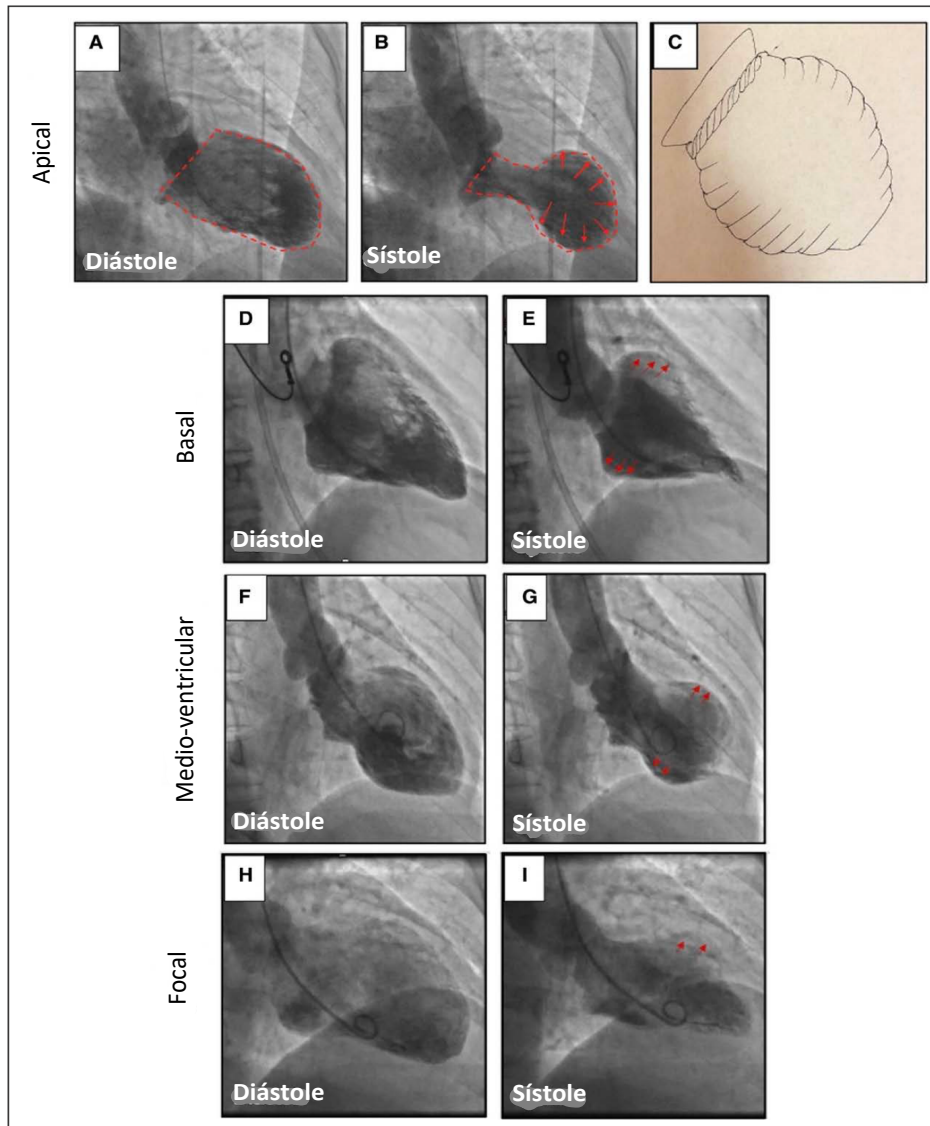 A
B
C
Apical
Diástole
Sístole
D
E
Basal
Diástole
Sístole
F
G
Medio-ventricular
Diástole
Sístole
H
I
Focal
Diástole
Sístole